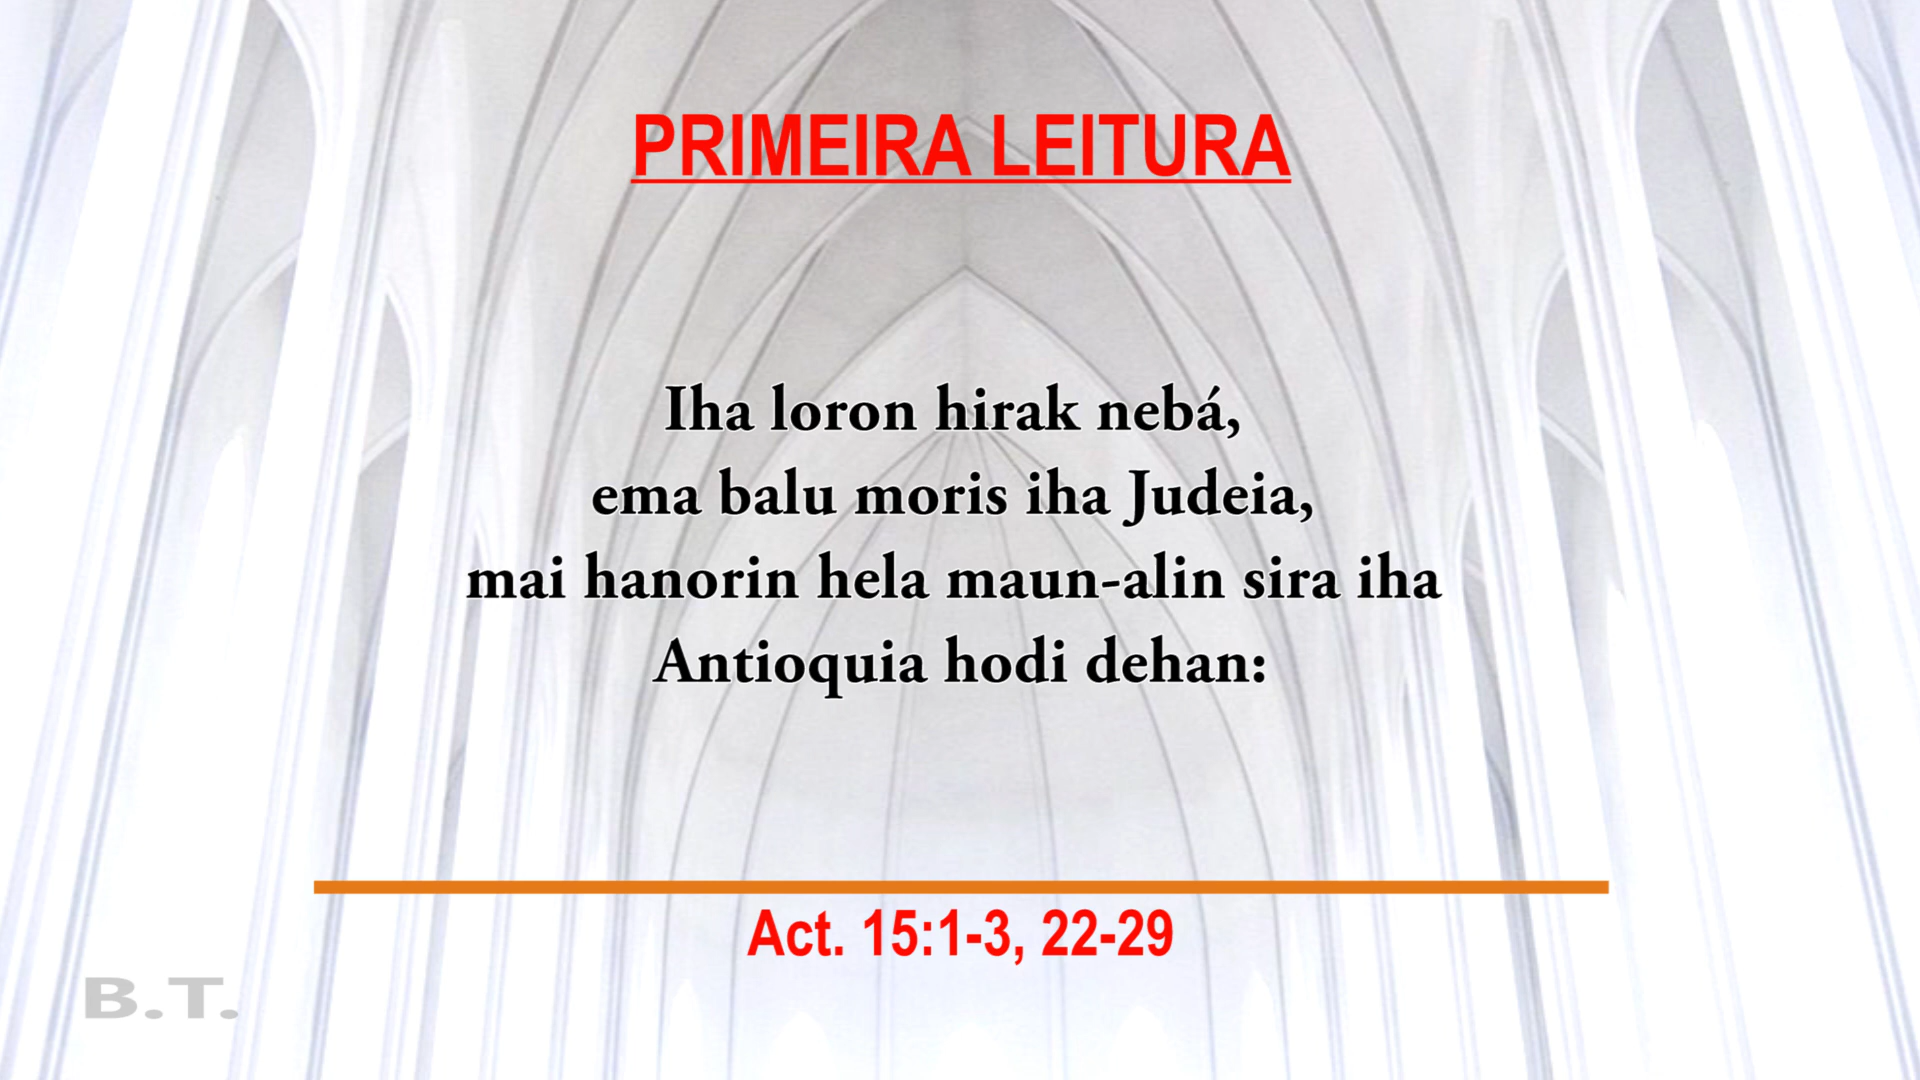 PRIMEIRA LEITURA
Iha loron hirak nebá,
ema balu moris iha Judeia,
mai hanorin hela maun-alin sira iha
Antioquia hodi dehan:
Act. 15:1-3, 22-29
B.T.